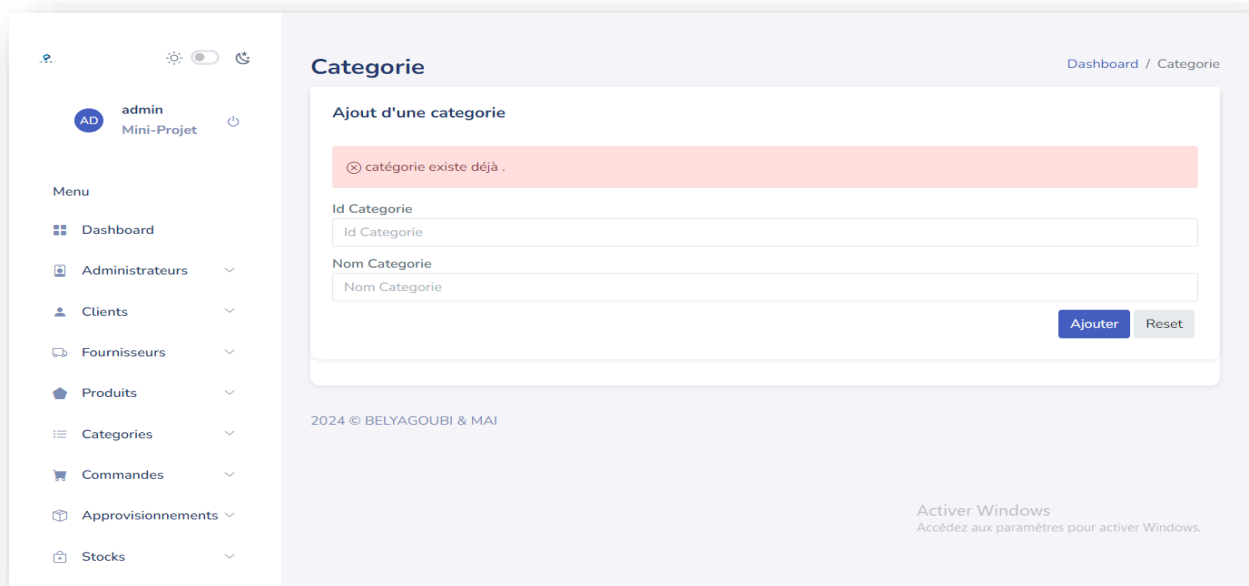 AD
admin
Mini-Projet
Menu
Dashboard
Administrateurs
Clients
Fournisseurs
Produits
Categories
Commandes
Approvisionnements
Stocks
Categorie
Dashboard / Categorie
Ajout d'une categorie
catégorie existe déjà .
Id Categorie
Id Categorie
Nom Categorie
Nom Categorie
Ajouter Reset
2024 © BELYAGOUBI & MAI
Activer Windows
Accédez aux paramètres pour activer Windows.